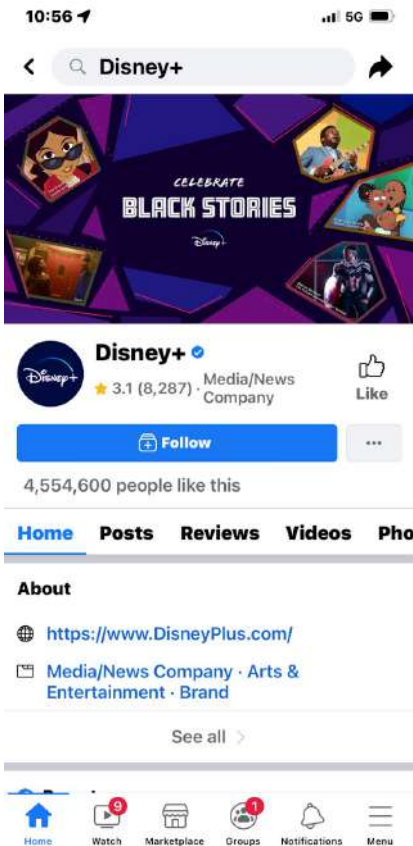 10:56
5G
Disney+
CELEBRATE
BLACK STORIES
Disney+
Disney+
Disney+
3.1 (8,287) · Media/News
Company
Like
Follow
4,554,600 people like this
Home Posts Reviews Videos Pho
About
https://www.DisneyPlus.com/
Media/News Company · Arts &
Entertainment · Brand
See all
9
1
Home Watch Marketplace Groups Notifications Menu